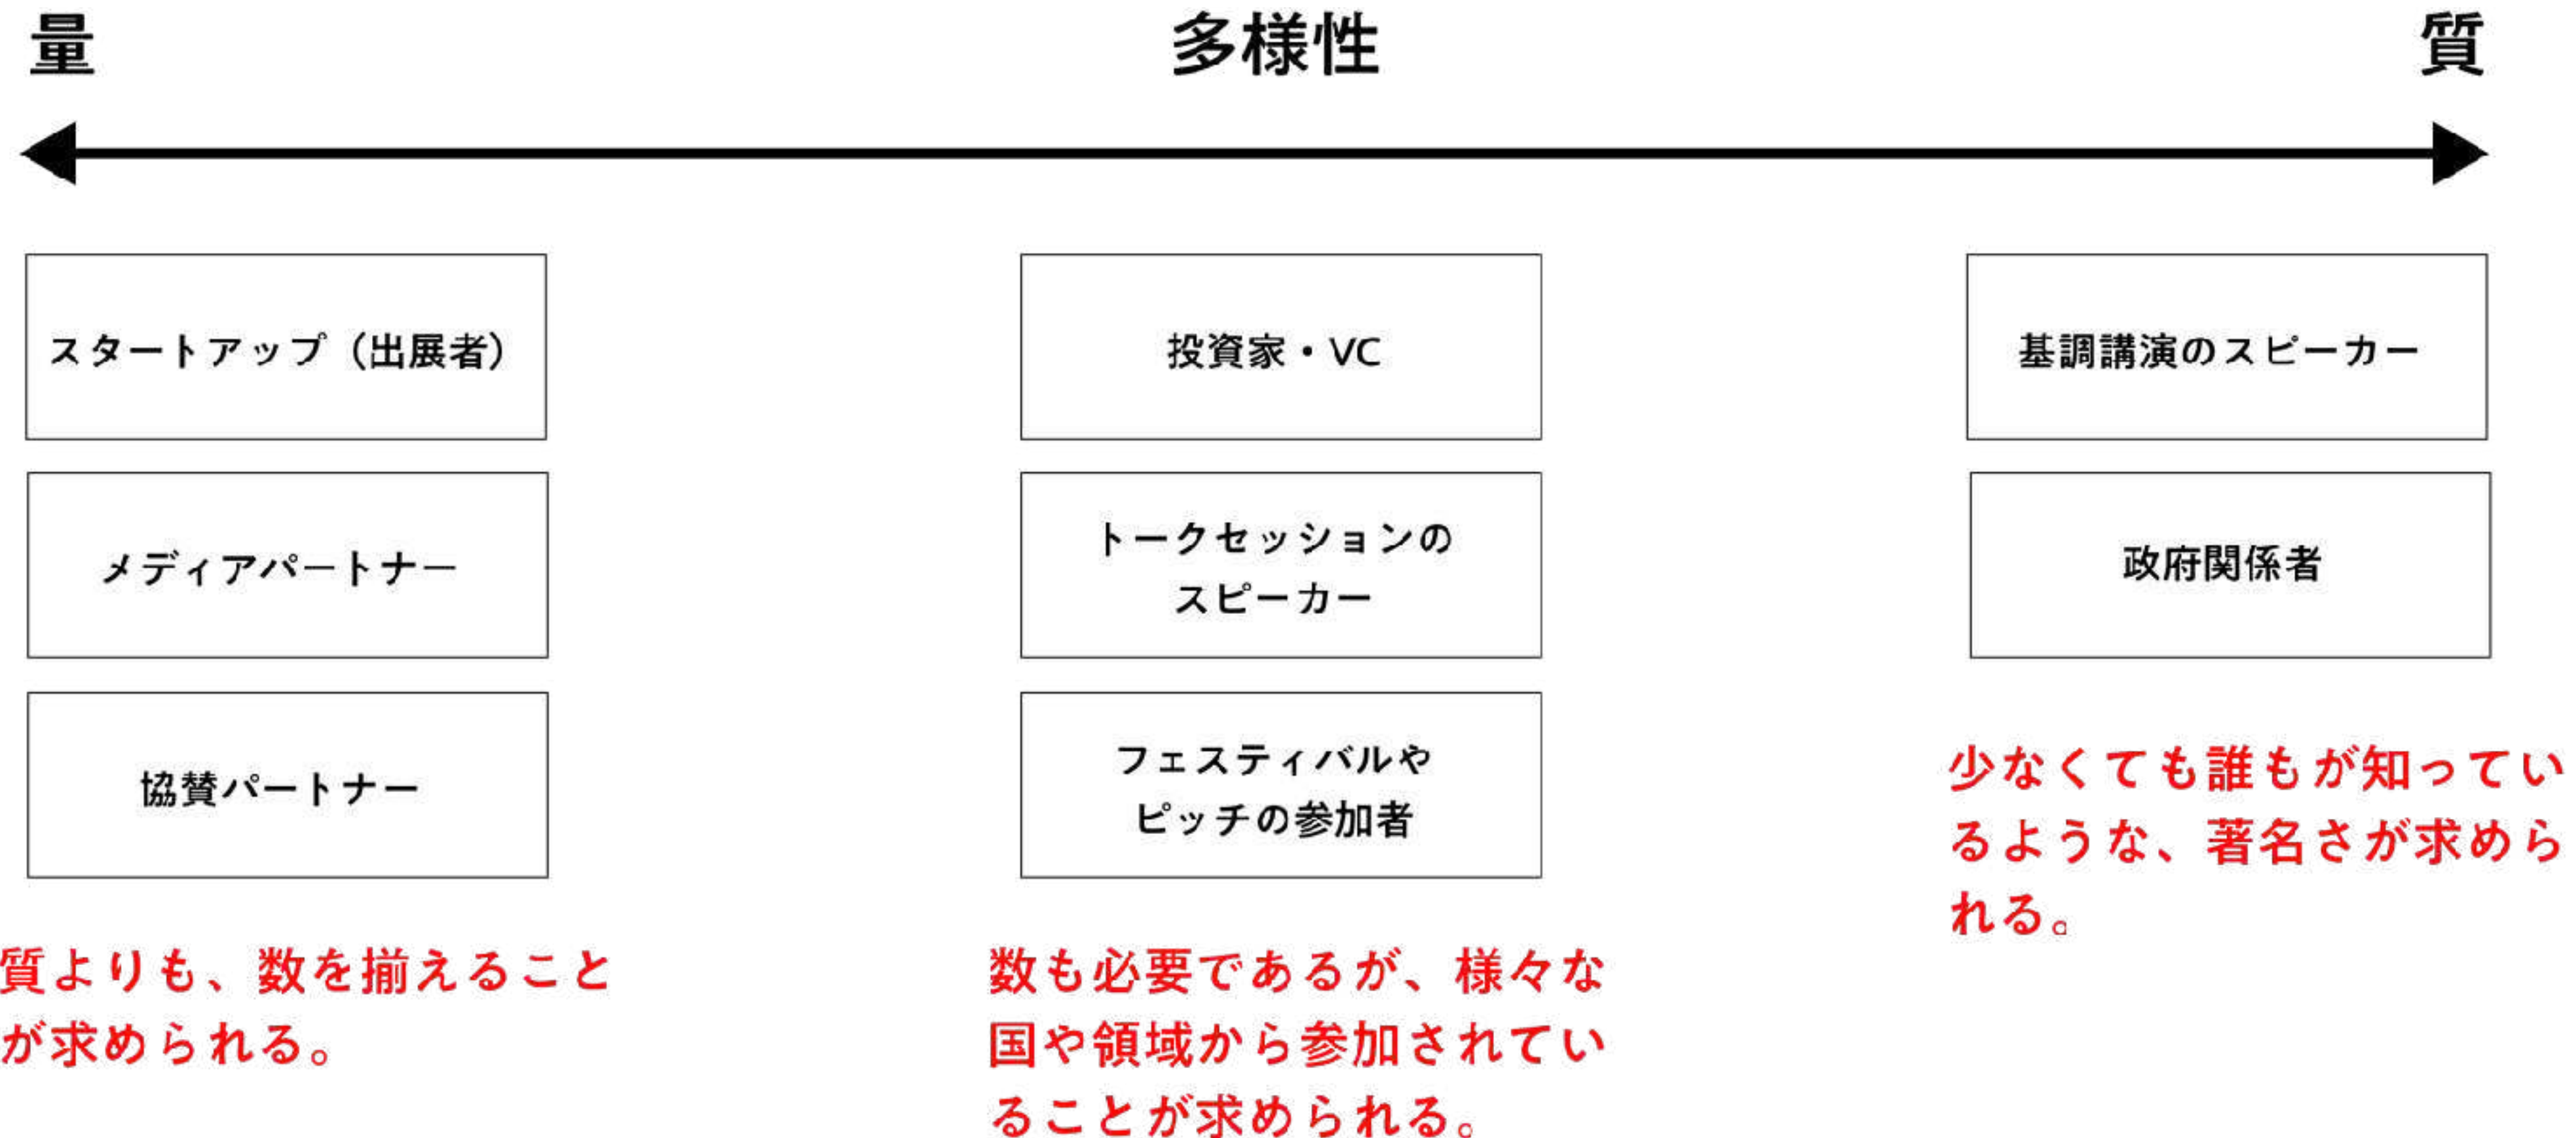 量
多様性
質
スタートアップ（出展者）
メディアパートナー
協賛パートナー
質よりも、数を揃えること
が求められる。
投資家・VC
トークセッションの
スピーカー
フェスティバルや
ピッチの参加者
数も必要であるが、様々な
国や領域から参加されてい
ることが求められる。
基調講演のスピーカー
政府関係者
少なくても誰もが知ってい
るような、著名さが求めら
れる。